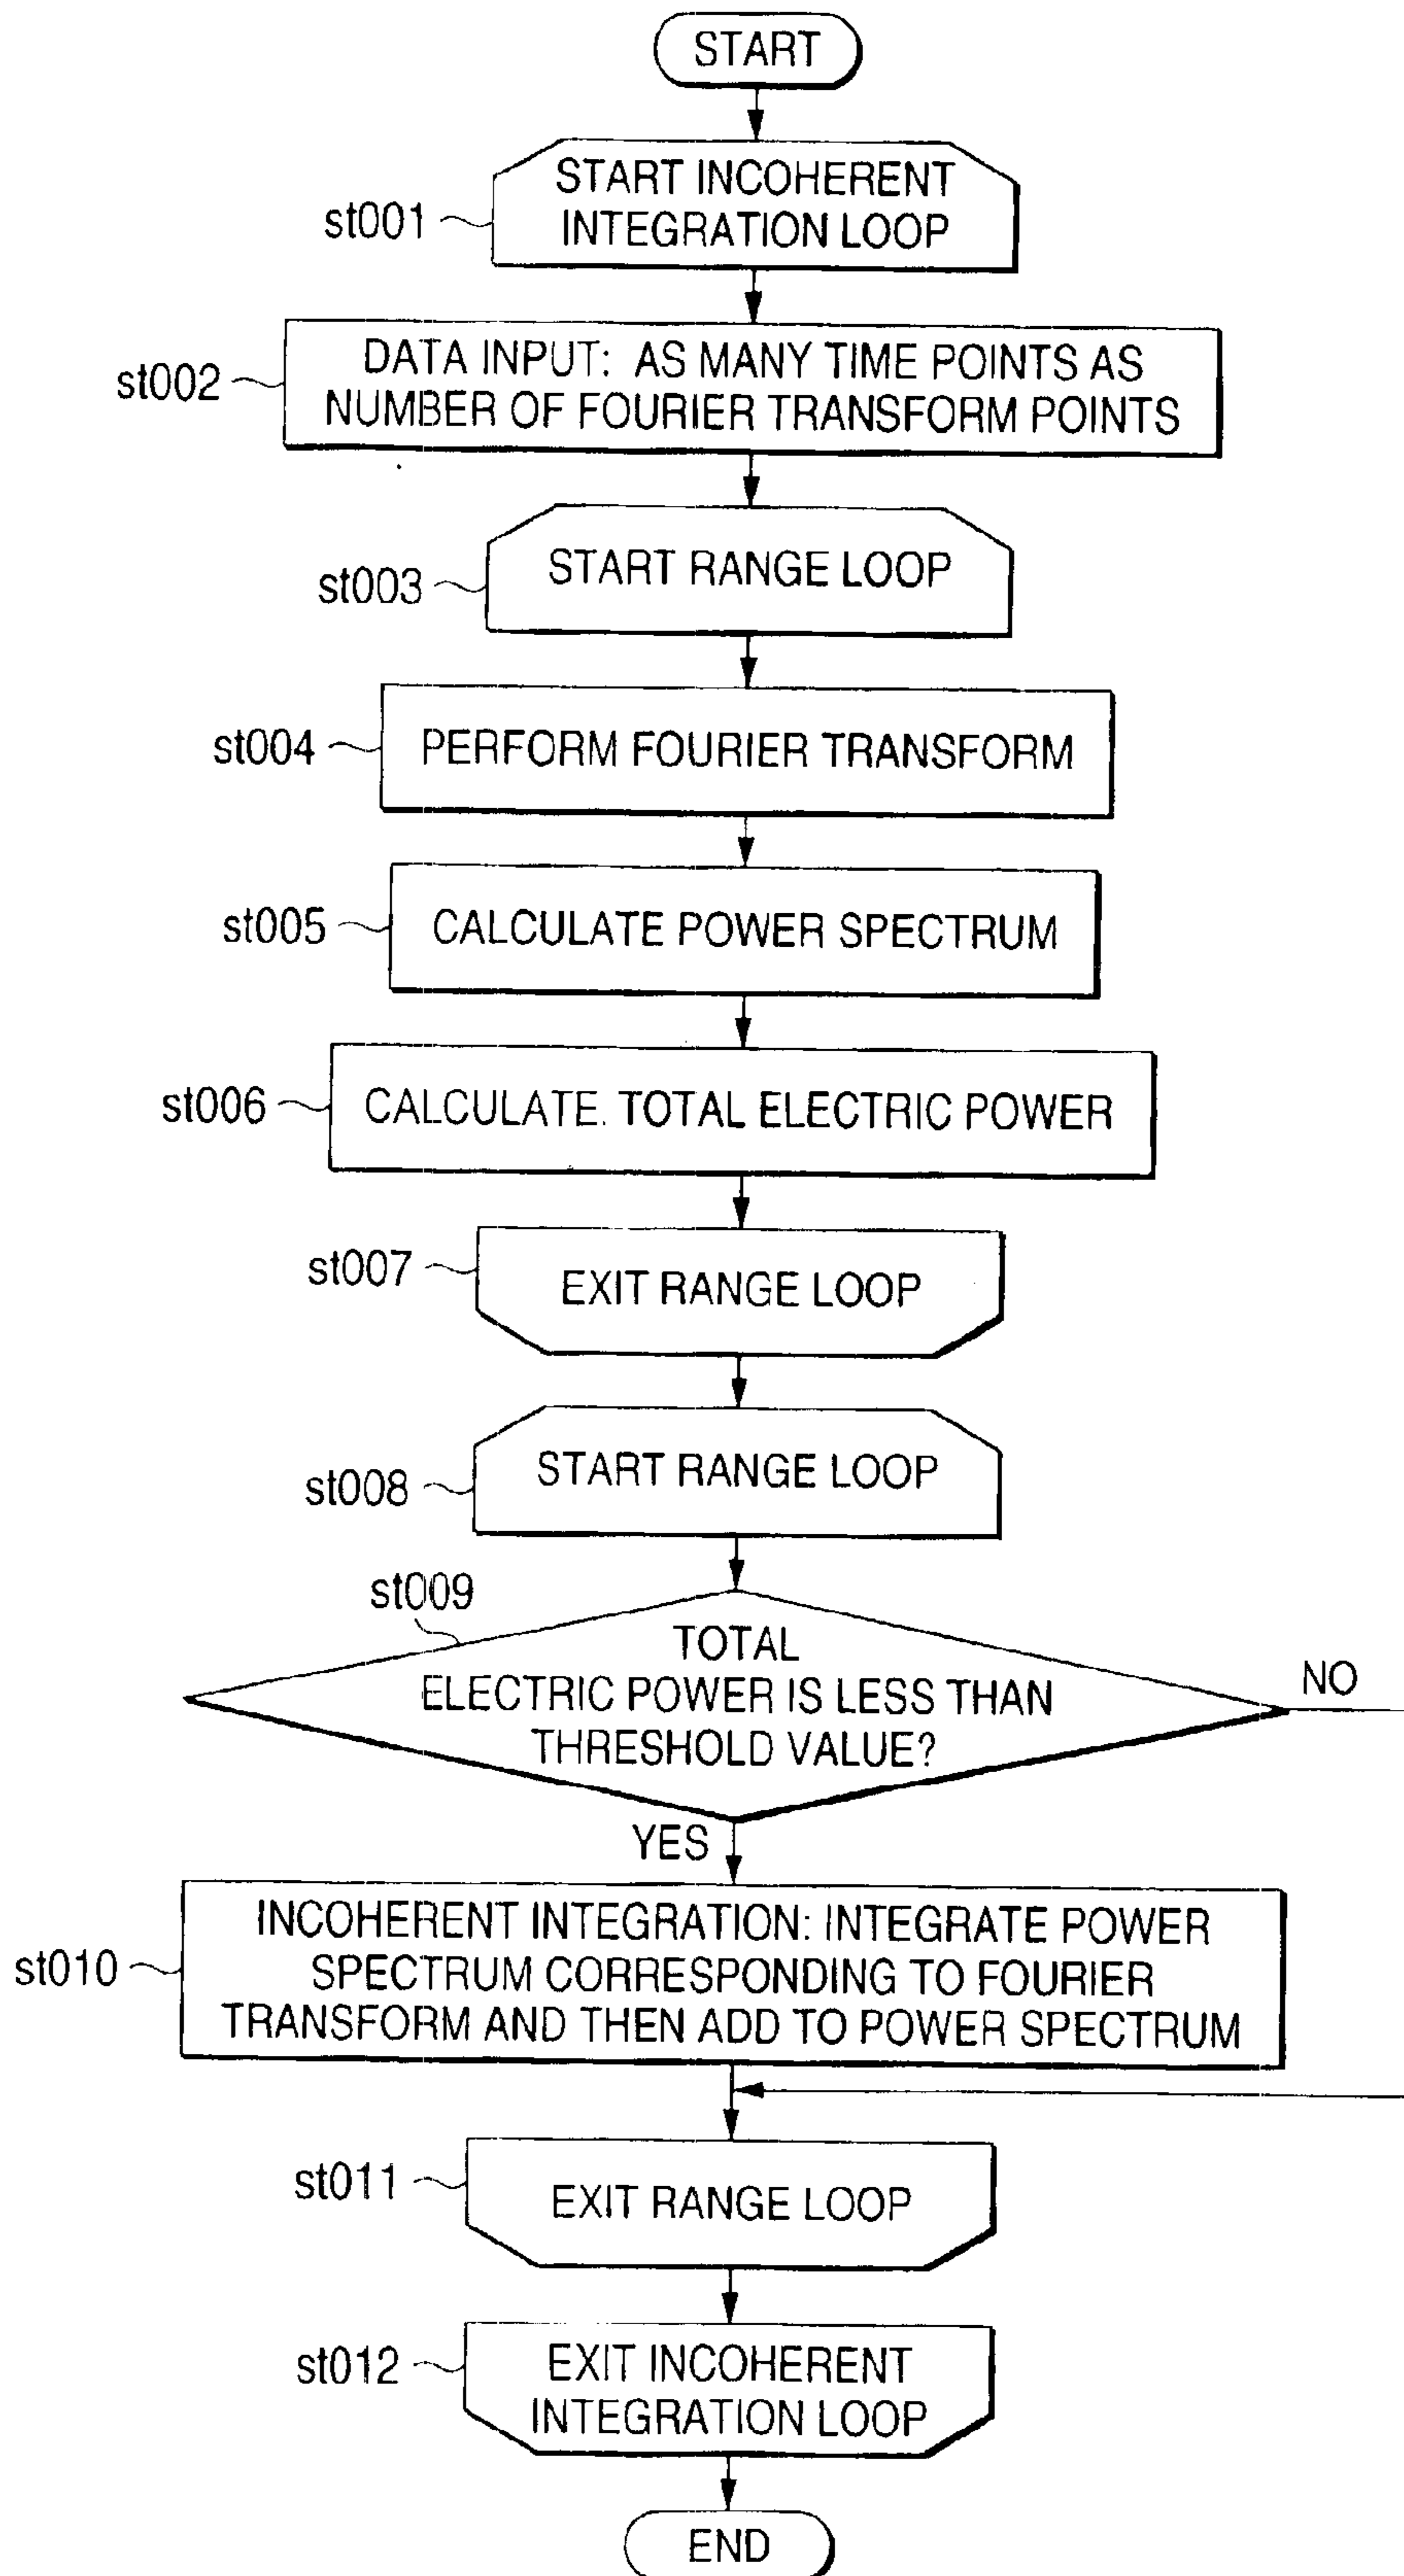 START
st001
START INCOHERENT
INTEGRATION LOOP
st002
DATA INPUT: AS MANY TIME POINTS AS
NUMBER OF FOURIER TRANSFORM POINTS
st003
START RANGE LOOP
st004
PERFORM FOURIER TRANSFORM
st005
CALCULATE POWER SPECTRUM
st006
CALCULATE TOTAL ELECTRIC POWER
st007
EXIT RANGE LOOP
st008
START RANGE LOOP
st009
TOTAL
ELECTRIC POWER IS LESS THAN
THRESHOLD VALUE?
NO
YES
st010
INCOHERENT INTEGRATION: INTEGRATE POWER
SPECTRUM CORRESPONDING TO FOURIER
TRANSFORM AND THEN ADD TO POWER SPECTRUM
st011
EXIT RANGE LOOP
st012
EXIT INCOHERENT
INTEGRATION LOOP
END